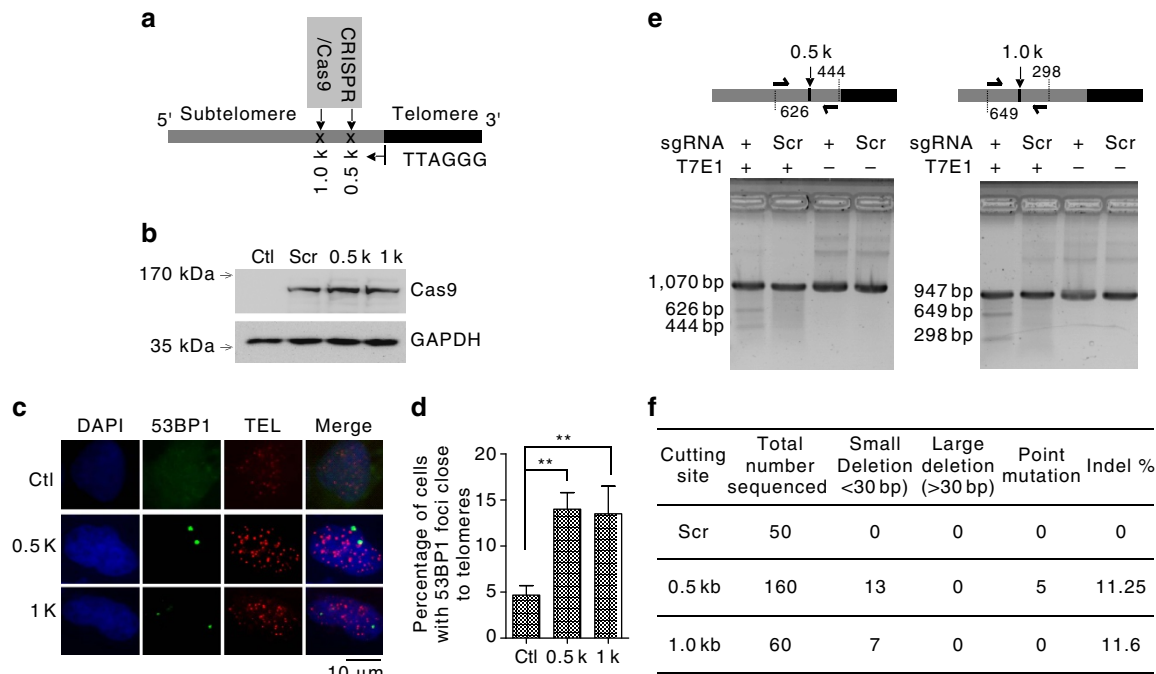 a
CRISPR
/Cas9
5'
Subtelomere
Telomere
3'
x x
1.0 k
0.5 k
TTAGGG
b
Ctl Scr 0.5 k 1 k
170 kDa
Cas9
35 kDa
GAPDH
c
DAPI 53BP1 TEL Merge
Ctl
0.5 K
1 K
10 μm
d
Percentage of cells
with 53BP1 foci close
to telomeres
20
15
10
5
0
**
**
Ctl 0.5 k 1 k
e
0.5 k
444
626
sgRNA + Scr + Scr
T7E1 + + – –
1,070 bp
626 bp
444 bp
1.0 k
298
649
sgRNA + Scr + Scr
T7E1 + + – –
947 bp
649 bp
298 bp
f
Cutting site Total number sequenced Small Deletion <30 bp) Large deletion (>30 bp) Point mutation Indel %
Scr 50 0 0 0 0
0.5 kb 160 13 0 5 11.25
1.0 kb 60 7 0 0 11.6